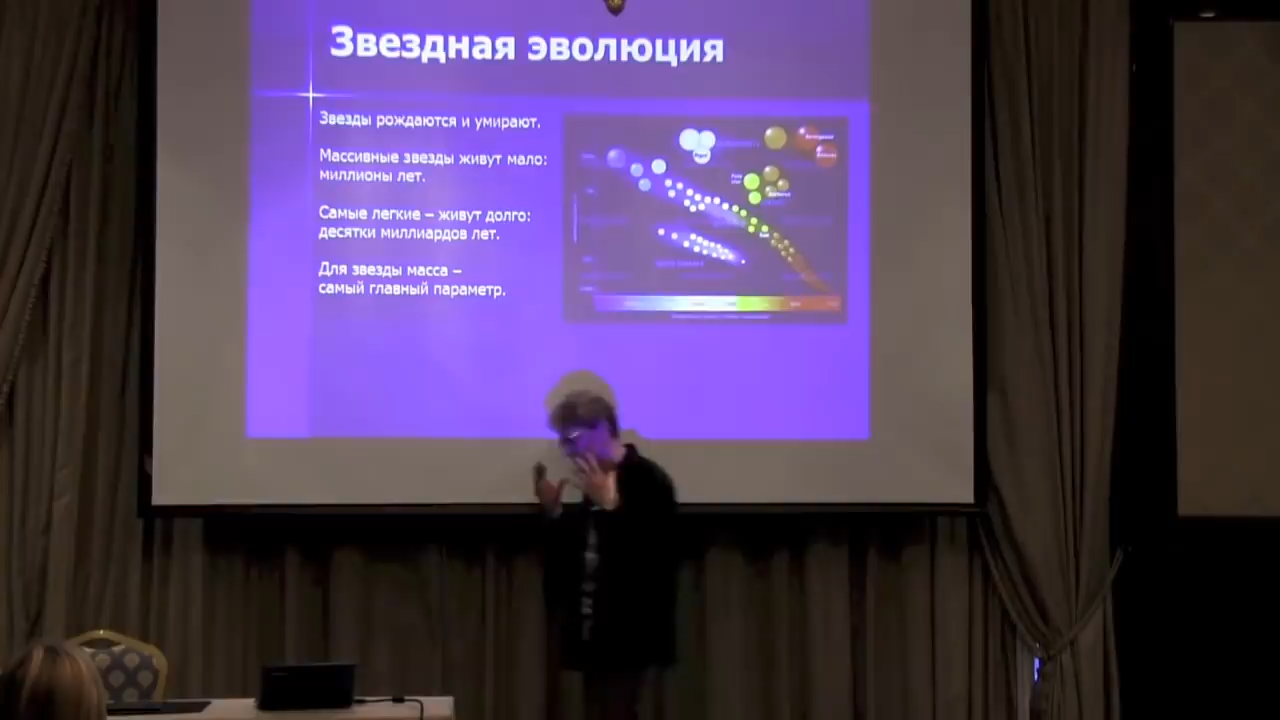 Звездная эволюция
Звезды рождаются и умирают.
Массивные звезды живут мало:
миллионы лет.
Самые легкие – живут долго:
десятки миллиардов лет.
Для звезды масса –
самый главный параметр.